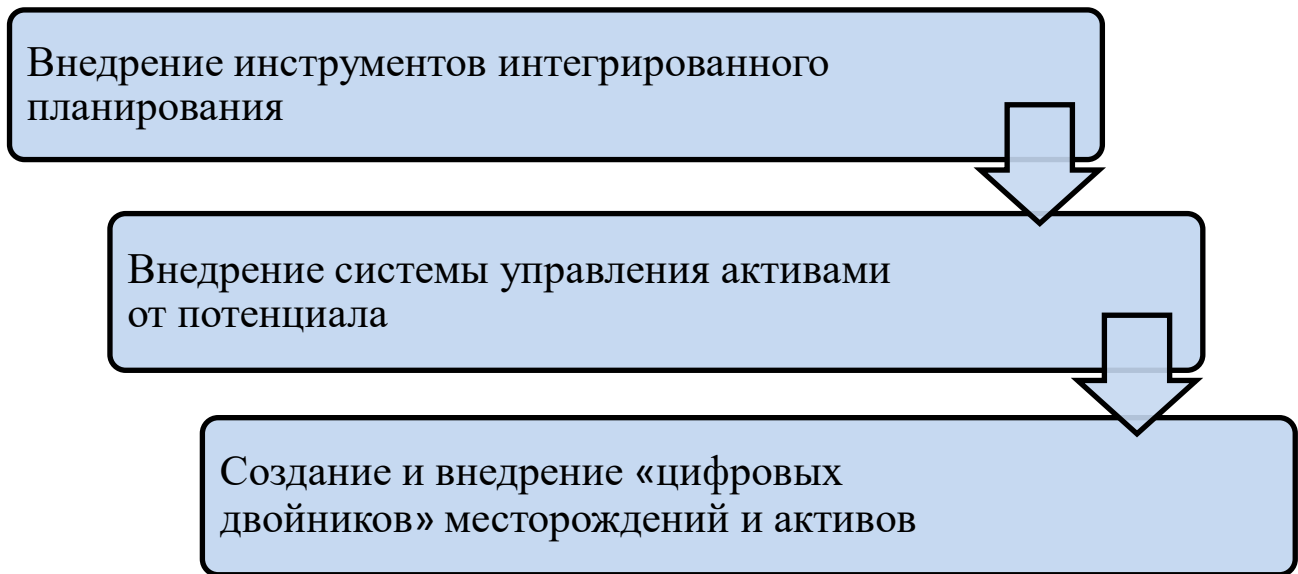 Внедрение инструментов интегрированного
планирования
Внедрение системы управления активами
от потенциала
Создание и внедрение «цифровых
двойников» месторождений и активов